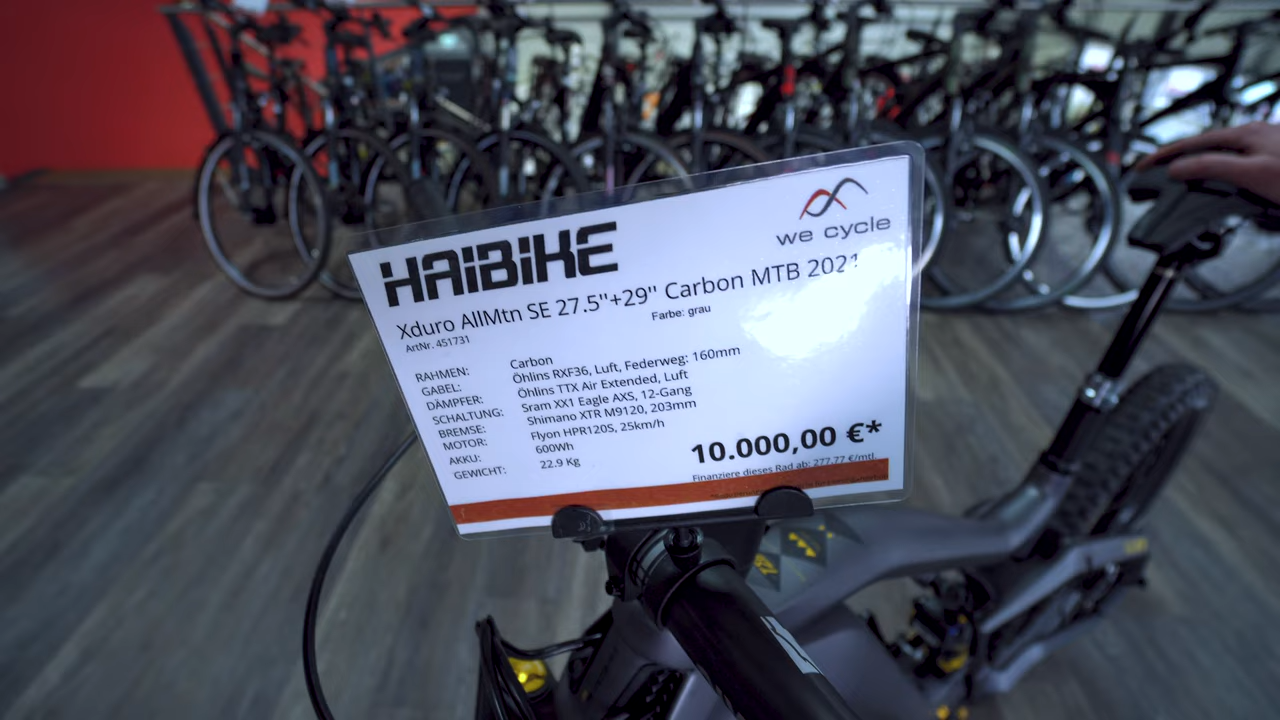 HAIBIKE
we cycle
Xduro AllMtn SE 27.5''+29'' Carbon MTB 2021
ArtNr. 451731
Farbe: grau
RAHMEN: Carbon
GABEL: Öhlins RXF36, Luft, Federweg: 160mm
DÄMPFER: Öhlins TTX Air Extended, Luft
SCHALTUNG: Sram XX1 Eagle AXS, 12-Gang
BREMSE: Shimano XTR M9120, 203mm
MOTOR: Flyon HPR120S, 25km/h
AKKU: 600Wh
GEWICHT: 22.9 Kg
10.000,00 €*
Finanziere dieses Rad ab: 277.77 €/mtl.